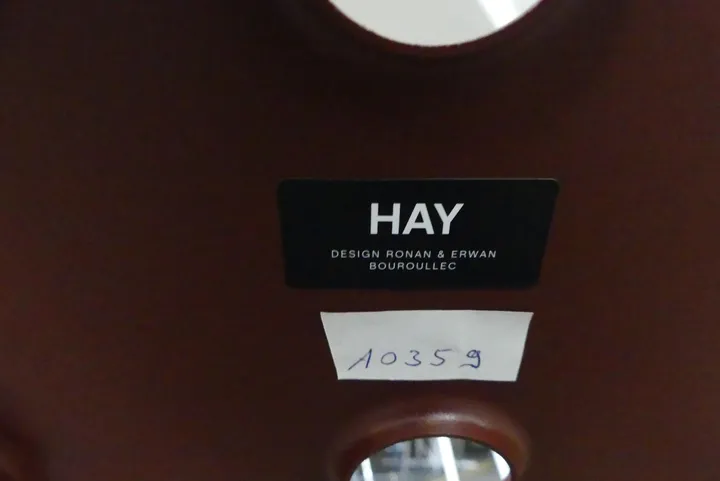 HAY
DESIGN RONAN & ERWAN
BOUROULLEC
10359